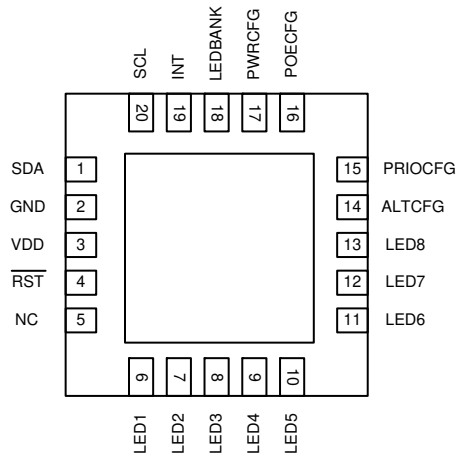 SCL
INT
LEDBANK
PWRCFG
POECFG
20
19
18
17
16
SDA 1
GND 2
VDD 3
RST 4
NC 5
15 PRIOCFG
14 ALTCFG
13 LED8
12 LED7
11 LED6
6
7
8
9
10
LED1
LED2
LED3
LED4
LED5